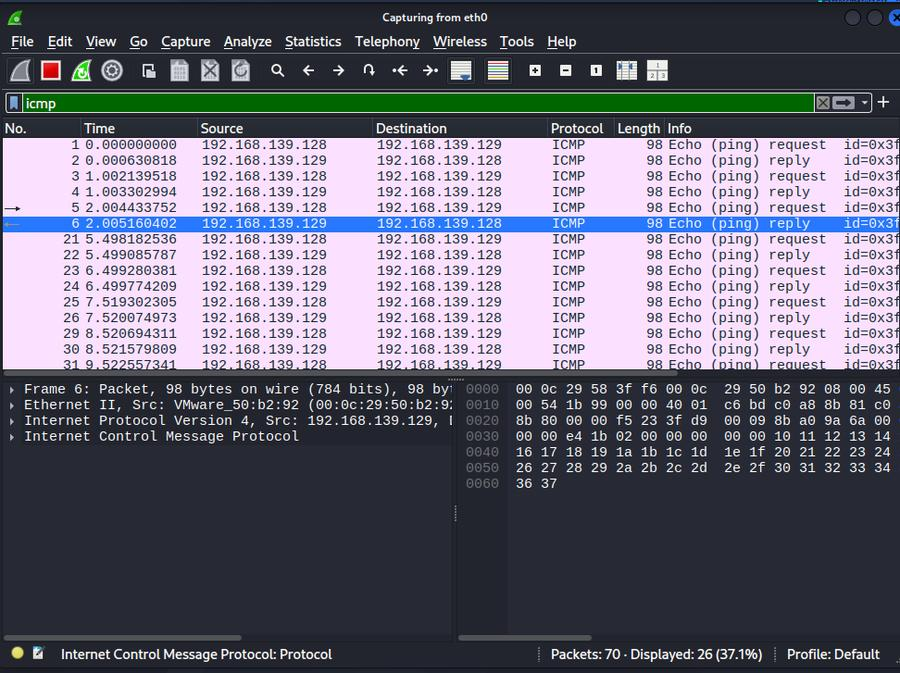 Capturing from eth0
File Edit View Go Capture Analyze Statistics Telephony Wireless Tools Help
icmp
No. Time Source Destination Protocol Length Info
1 0.000000000 192.168.139.128 192.168.139.129 ICMP 98 Echo (ping) request id=0x3f
2 0.000630818 192.168.139.129 192.168.139.128 ICMP 98 Echo (ping) reply id=0x3f
3 1.002139518 192.168.139.128 192.168.139.129 ICMP 98 Echo (ping) request id=0x3f
4 1.003302994 192.168.139.129 192.168.139.128 ICMP 98 Echo (ping) reply id=0x3f
5 2.004433752 192.168.139.128 192.168.139.129 ICMP 98 Echo (ping) request id=0x3f
6 2.005160402 192.168.139.129 192.168.139.128 ICMP 98 Echo (ping) reply id=0x3f
21 5.498182536 192.168.139.128 192.168.139.129 ICMP 98 Echo (ping) request id=0x3f
22 5.499085787 192.168.139.129 192.168.139.128 ICMP 98 Echo (ping) reply id=0x3f
23 6.499280381 192.168.139.128 192.168.139.129 ICMP 98 Echo (ping) request id=0x3f
24 6.499774209 192.168.139.129 192.168.139.128 ICMP 98 Echo (ping) reply id=0x3f
25 7.519302305 192.168.139.128 192.168.139.129 ICMP 98 Echo (ping) request id=0x3f
26 7.520074973 192.168.139.129 192.168.139.128 ICMP 98 Echo (ping) reply id=0x3f
29 8.520694311 192.168.139.128 192.168.139.129 ICMP 98 Echo (ping) request id=0x3f
30 8.521579809 192.168.139.129 192.168.139.128 ICMP 98 Echo (ping) reply id=0x3f
31 9.522557341 192.168.139.128 192.168.139.129 ICMP 98 Echo (ping) request id=0x3f
Frame 6: Packet, 98 bytes on wire (784 bits), 98 byt
Ethernet II, Src: VMware_50:b2:92 (00:0c:29:50:b2:92
Internet Protocol Version 4, Src: 192.168.139.129, D
Internet Control Message Protocol
0000 00 0c 29 58 3f f6 00 0c 29 50 b2 92 08 00 45
0010 00 54 1b 99 00 00 40 01 c6 bd c0 a8 8b 81 c0
0020 8b 80 00 00 f5 23 3f d9 00 09 8b a0 9a 6a 00
0030 00 00 e4 1b 02 00 00 00 00 00 10 11 12 13 14
0040 16 17 18 19 1a 1b 1c 1d 1e 1f 20 21 22 23 24
0050 26 27 28 29 2a 2b 2c 2d 2e 2f 30 31 32 33 34
0060 36 37
Internet Control Message Protocol: Protocol
Packets: 70 · Displayed: 26 (37.1%)
Profile: Default